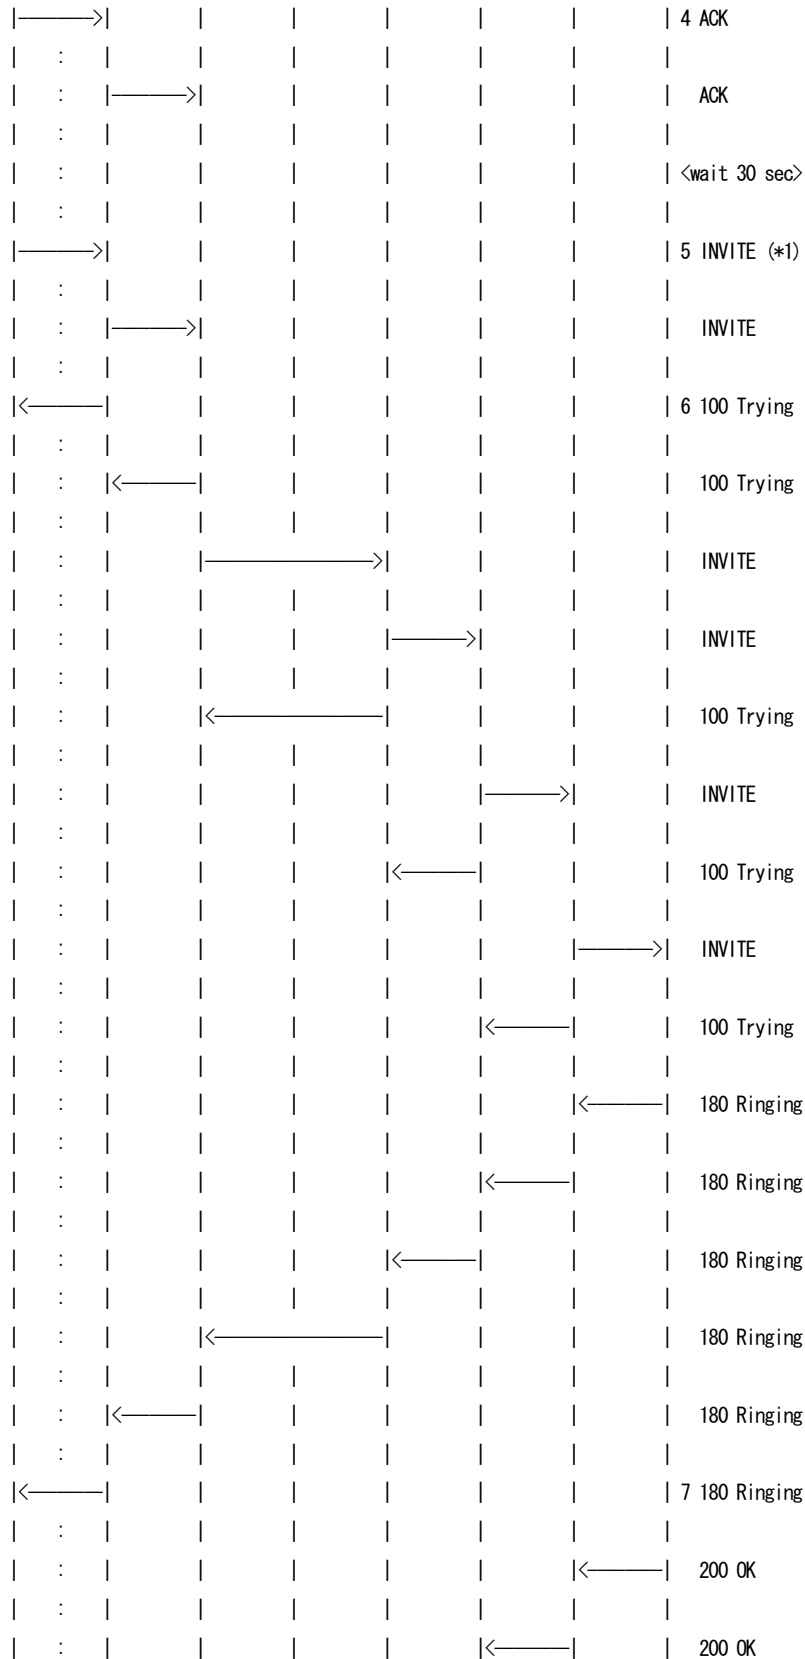 4 ACK
ACK
<wait 30 sec>
5 INVITE (*1)
INVITE
6 100 Trying
100 Trying
INVITE
INVITE
100 Trying
INVITE
100 Trying
INVITE
100 Trying
180 Ringing
180 Ringing
180 Ringing
180 Ringing
180 Ringing
7 180 Ringing
200 OK
200 OK